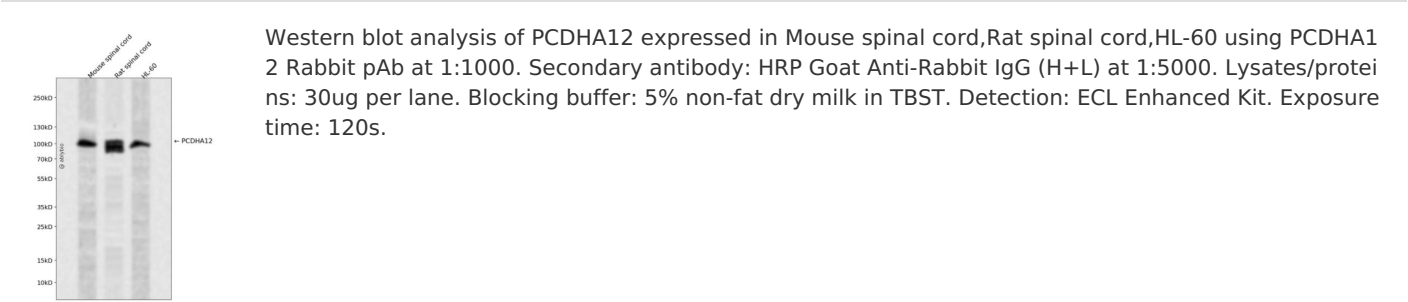 Mouse spinal cord
Rat spinal cord
HL-60
250kD
130kD
100kD
70kD
55kD
35kD
25kD
15kD
10kD
← PCDHA12
@ abybio
Western blot analysis of PCDHA12 expressed in Mouse spinal cord,Rat spinal cord,HL-60 using PCDHA1
2 Rabbit pAb at 1:1000. Secondary antibody: HRP Goat Anti-Rabbit IgG (H+L) at 1:5000. Lysates/protei
ns: 30ug per lane. Blocking buffer: 5% non-fat dry milk in TBST. Detection: ECL Enhanced Kit. Exposure
time: 120s.